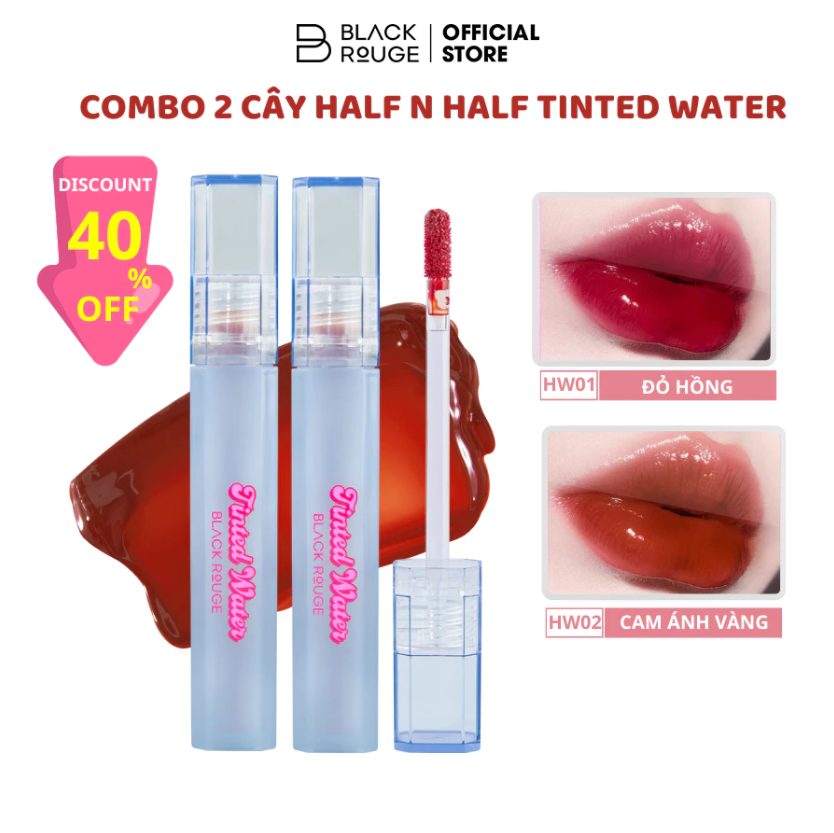 BLACK ROUGE
OFFICIAL STORE
COMBO 2 CÂY HALF N HALF TINTED WATER
DISCOUNT
40
%
OFF
Tinted Water
BLACK ROUGE
Tinted Water
BLACK ROUGE
HW01 ĐỎ HỒNG
HW02 CAM ÁNH VÀNG